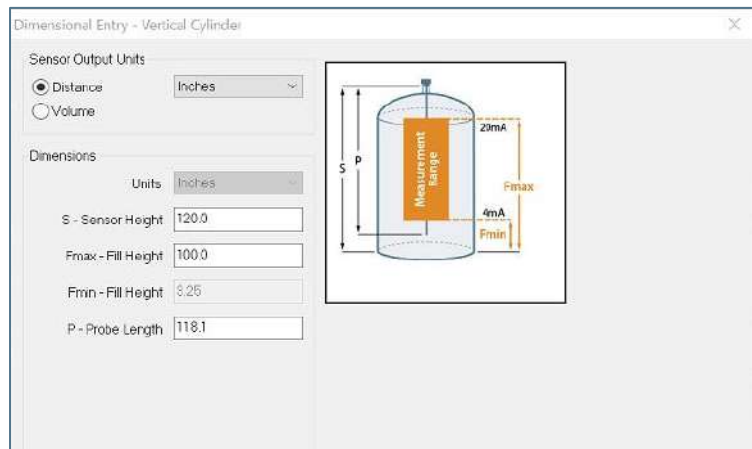 Dimensional Entry - Vertical Cylinder
Sensor Output Units
Distance
Inches
Volume
Dimensions
Units
Inches
S - Sensor Height
120.0
Fmax - Fill Height
100.0
Fmin - Fill Height
3.25
P - Probe Length
118.1
S
P
Measurement
Range
20mA
Fmax
4mA
Fmin